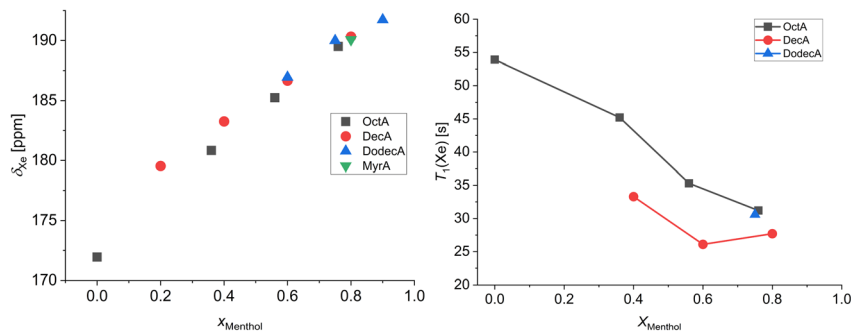 190
185
180
175
170
δXe [ppm]
0.0 0.2 0.4 0.6 0.8 1.0
xMenthol
OctA
DecA
DodecA
MyrA
60
55
50
45
40
35
30
25
20
T1(Xe) [s]
0.0 0.2 0.4 0.6 0.8 1.0
XMenthol
OctA
DecA
DodecA